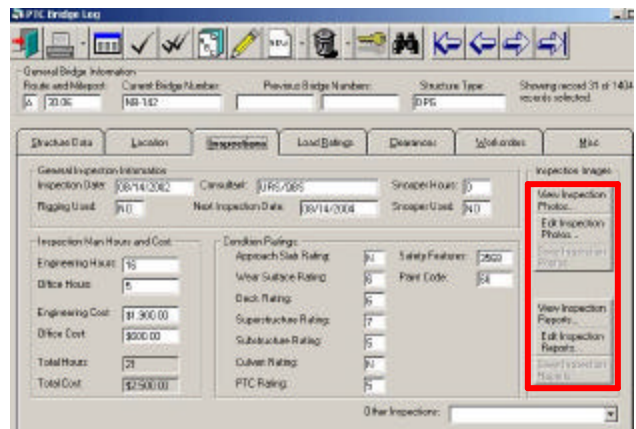 PTC Bridge Log
General Bridge Information
Route and Milepost: Current Bridge Number: Previous Bridge Numbers: Structure Type: Showing record 31 of 1404 records selected.
A 20.06 NB-142 DPG
Structure Data Location Inspections Load Ratings Clearances Workorders Misc
General Inspection Information
Inspection Date: 08/14/2002 Consultant: URS/OBS Snooper Hours: 0
Rigging Used: NO Next Inspection Date: 08/14/2004 Snooper Used: NO
Inspection Man Hours and Cost
Engineering Hours: 16
Office Hours: 5
Engineering Cost: $1,900.00
Office Cost: $600.00
Total Hours: 21
Total Cost: $2,500.00
Condition Ratings
Approach Slab Rating: N Safety Features:
Wear Surface Rating: 6 Paint Code:
Deck Rating: 6
Superstructure Rating: 7
Substructure Rating: 6
Culvert Rating: N
PTC Rating: 5
Other Inspections:
Inspection Images
View Inspection Photos...
Edit Inspection Photos...
View Inspection Reports...
Edit Inspection Reports...